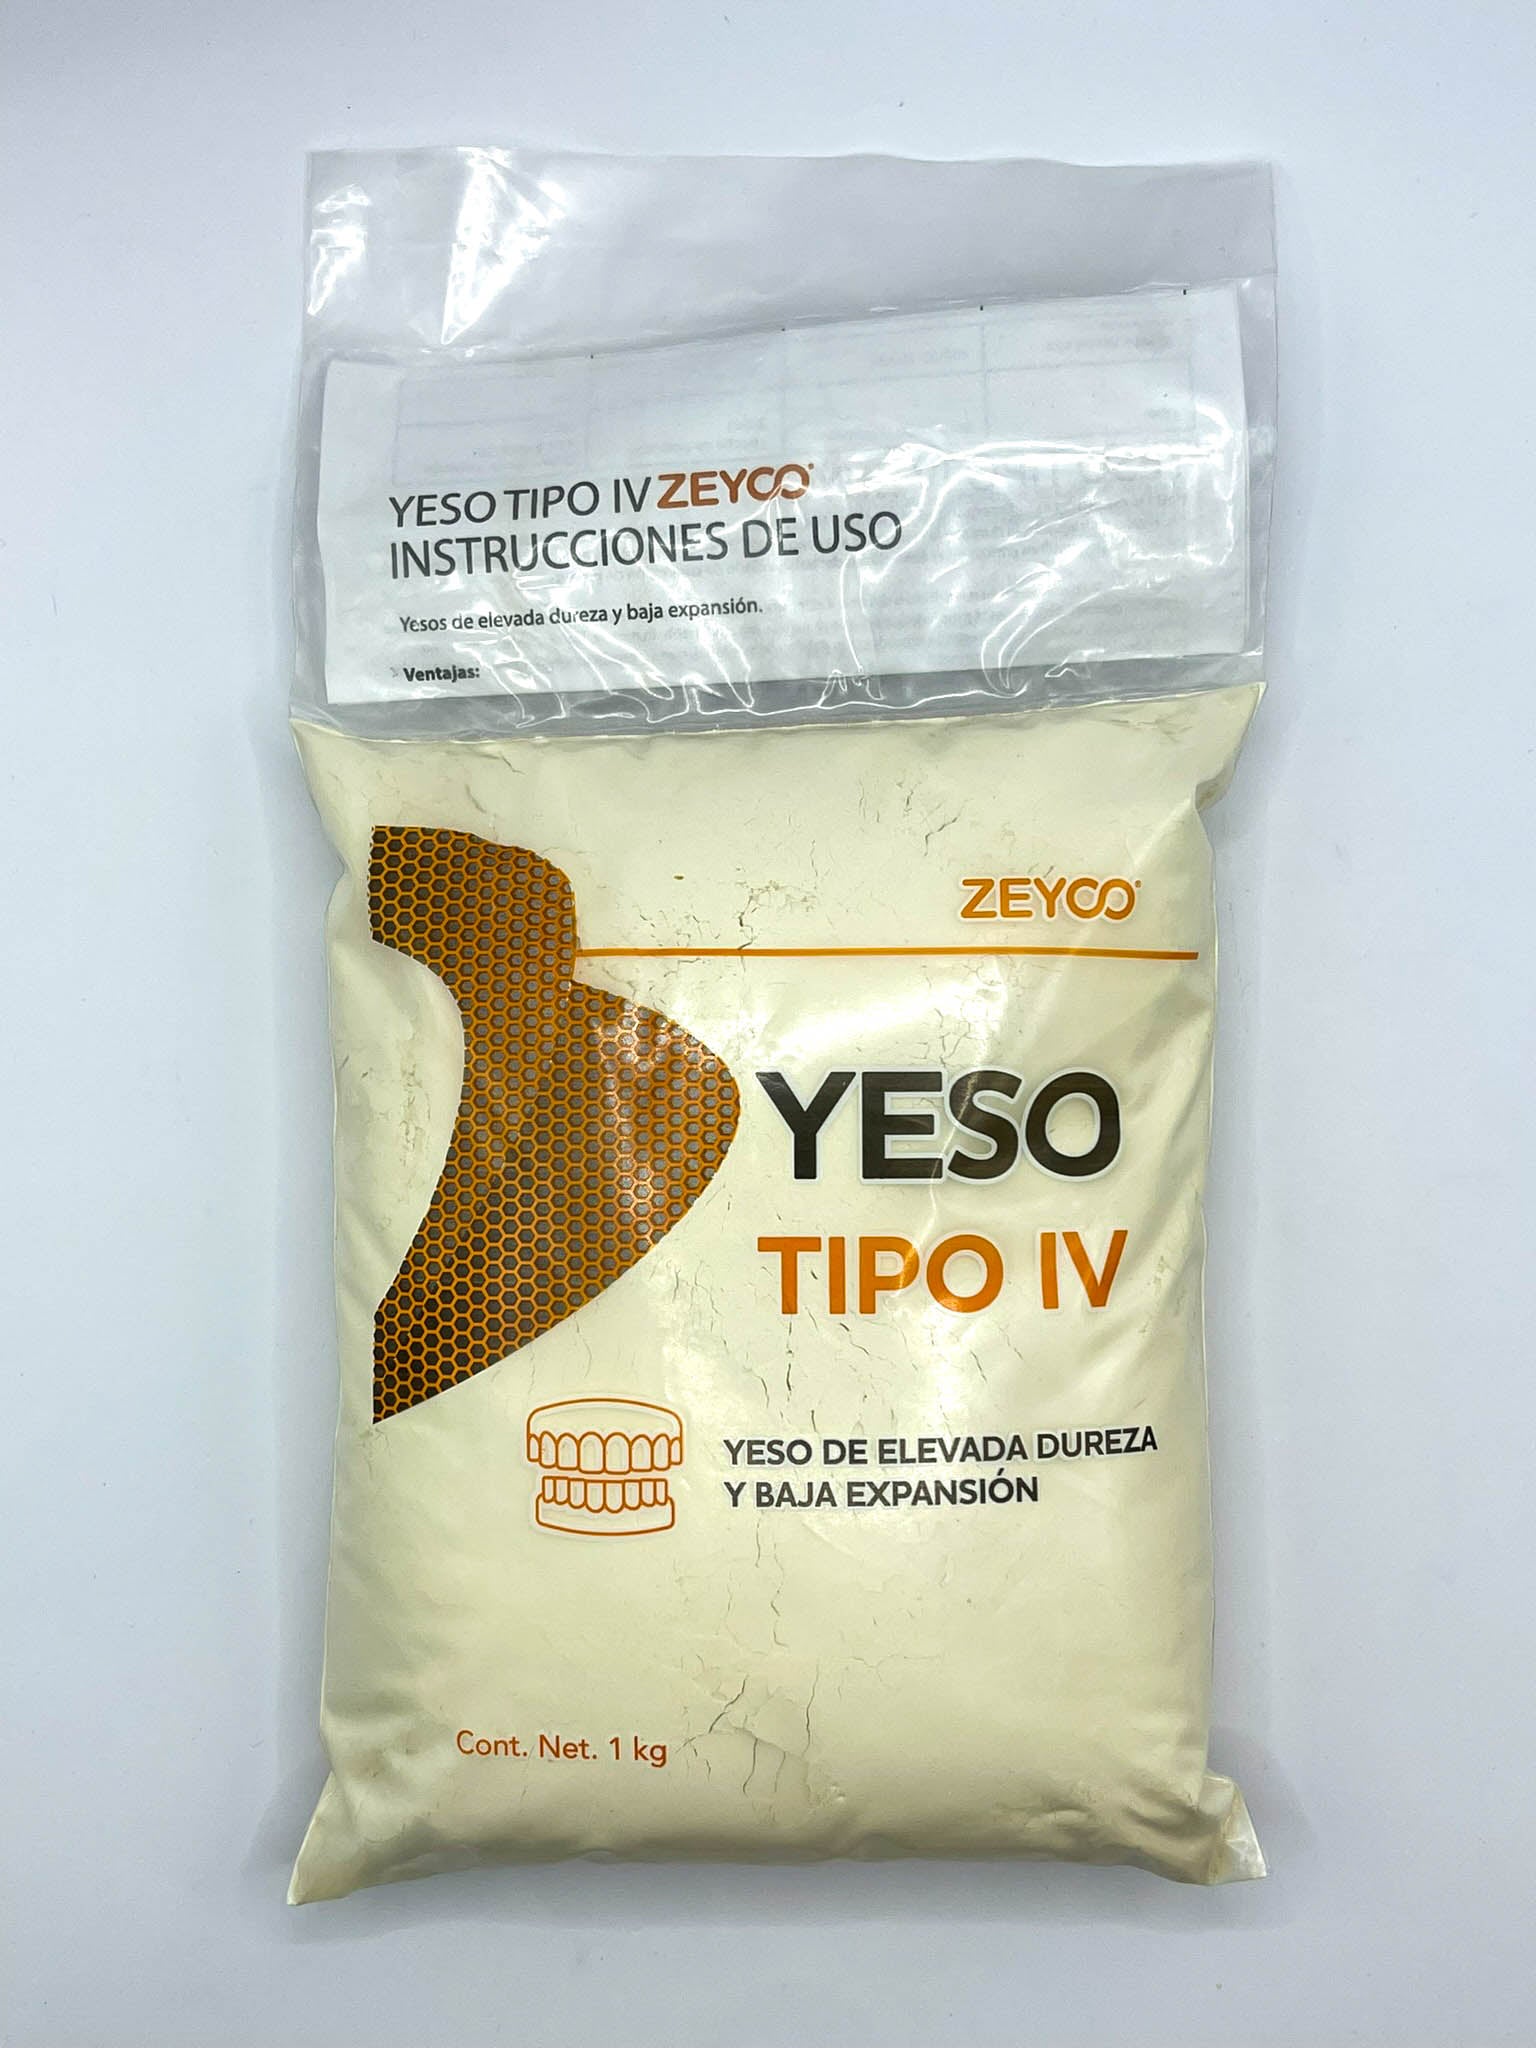 YESO TIPO IV ZEYCO®
INSTRUCCIONES DE USO
Yesos de elevada dureza y baja expansión.
Ventajas:
ZEYCO®
YESO
TIPO IV
YESO DE ELEVADA DUREZA
Y BAJA EXPANSIÓN
Cont. Net. 1 kg